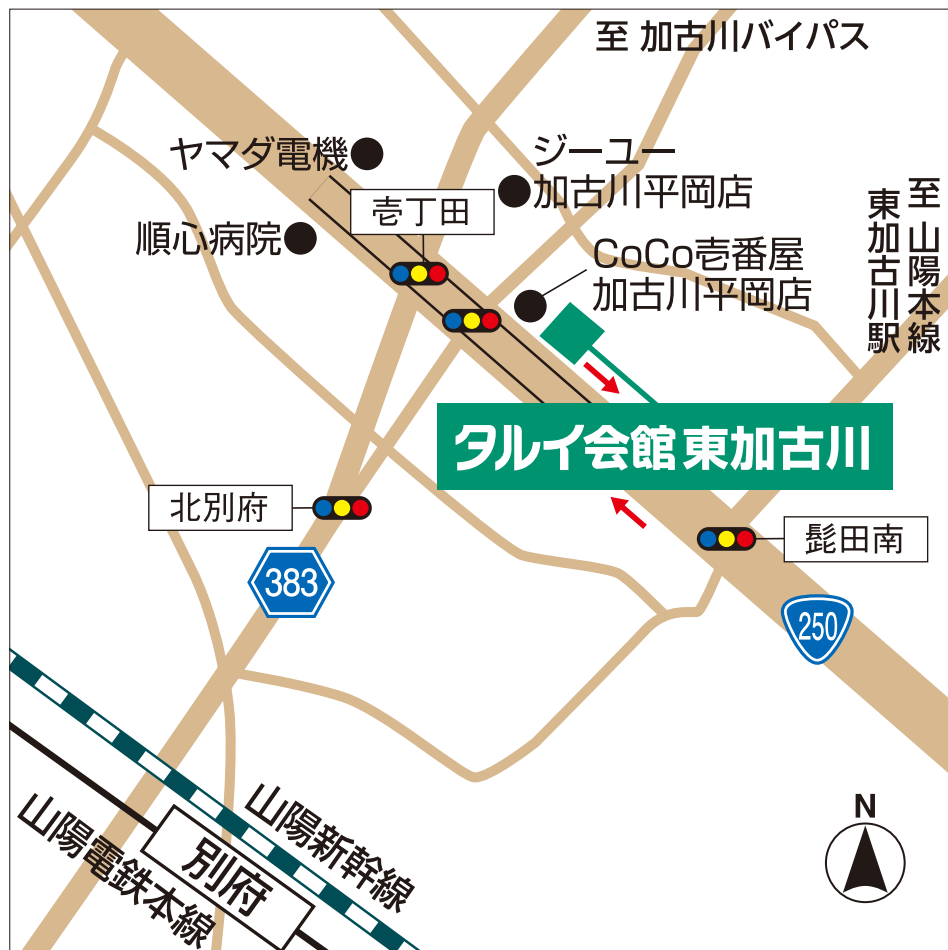 至 加古川バイパス
ヤマダ電機
ジーユー
加古川平岡店
至 山陽本線
東加古川駅
壱丁田
順心病院
CoCo壱番屋
加古川平岡店
タルイ会館 東加古川
北別府
髭田南
383
250
山陽新幹線
山陽電鉄本線
別府
N